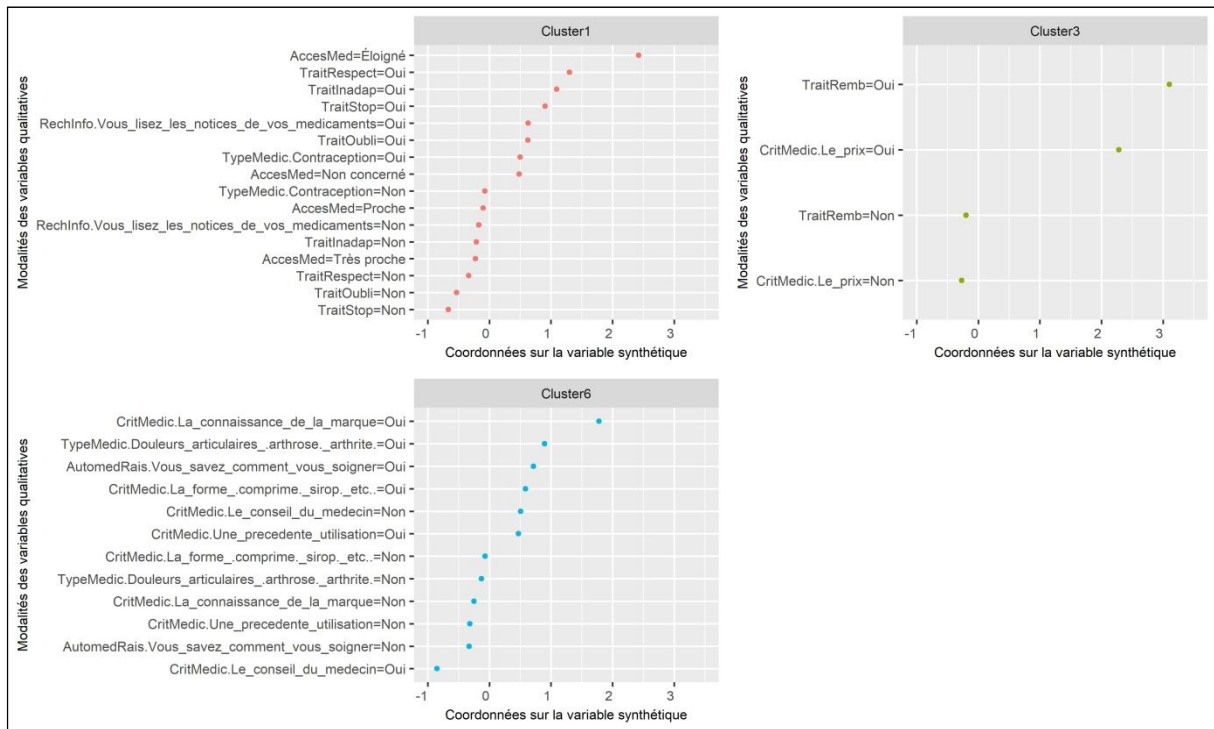 Cluster1
Modalités des variables qualitatives
AccesMed=Éloigné
TraitRespect=Oui
TraitInadap=Oui
TraitStop=Oui
RechInfo.Vous_lisez_les_notices_de_vos_medicaments=Oui
TraitOubli=Oui
TypeMedic.Contraception=Oui
AccesMed=Non concerné
TypeMedic.Contraception=Non
AccesMed=Proche
RechInfo.Vous_lisez_les_notices_de_vos_medicaments=Non
TraitInadap=Non
AccesMed=Très proche
TraitRespect=Non
TraitOubli=Non
TraitStop=Non
-1 0 1 2 3
Coordonnées sur la variable synthétique
Cluster3
Modalités des variables qualitatives
TraitRemb=Oui
CritMedic.Le_prix=Oui
TraitRemb=Non
CritMedic.Le_prix=Non
-1 0 1 2 3
Coordonnées sur la variable synthétique
Cluster6
Modalités des variables qualitatives
CritMedic.La_connaissance_de_la_marque=Oui
TypeMedic.Douleurs_articulaires_.arthrose._arthrite.=Oui
AutomedRais.Vous_savez_comment_vous_soigner=Oui
CritMedic.La_forme_.comprime._sirop._etc..=Oui
CritMedic.Le_conseil_du_medecin=Non
CritMedic.Une_precedente_utilisation=Oui
CritMedic.La_forme_.comprime._sirop._etc..=Non
TypeMedic.Douleurs_articulaires_.arthrose._arthrite.=Non
CritMedic.La_connaissance_de_la_marque=Non
CritMedic.Une_precedente_utilisation=Non
AutomedRais.Vous_savez_comment_vous_soigner=Non
CritMedic.Le_conseil_du_medecin=Oui
-1 0 1 2 3
Coordonnées sur la variable synthétique